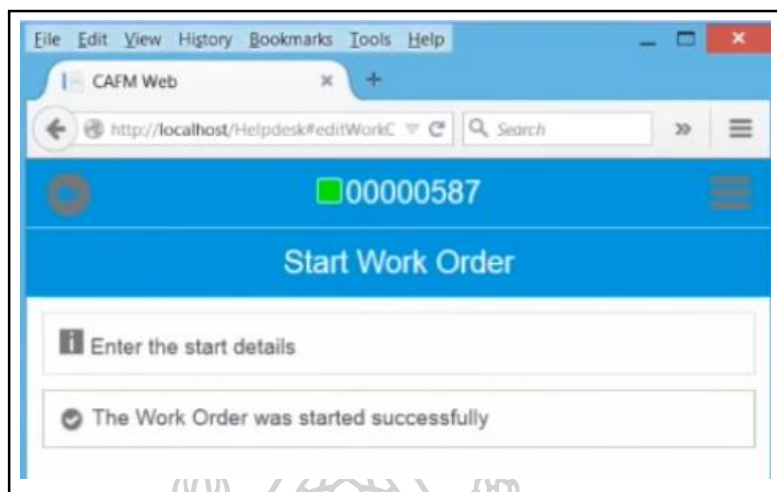 File Edit View History Bookmarks Tools Help
CAFM Web
http://localhost/Helpdesk#editWorkC Search
00000587
Start Work Order
Enter the start details
The Work Order was started successfully